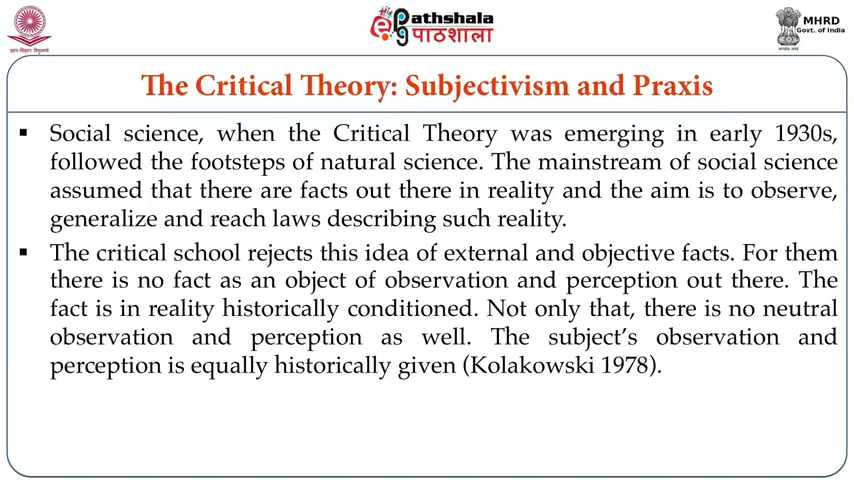 ज्ञान-विज्ञान विमुक्तये
ePathshala
पाठशाला
MHRD
Govt. of India
सत्यमेव जयते
The Critical Theory: Subjectivism and Praxis
▪ Social science, when the Critical Theory was emerging in early 1930s,
followed the footsteps of natural science. The mainstream of social science
assumed that there are facts out there in reality and the aim is to observe,
generalize and reach laws describing such reality.
▪ The critical school rejects this idea of external and objective facts. For them
there is no fact as an object of observation and perception out there. The
fact is in reality historically conditioned. Not only that, there is no neutral
observation and perception as well. The subject's observation and
perception is equally historically given (Kolakowski 1978).